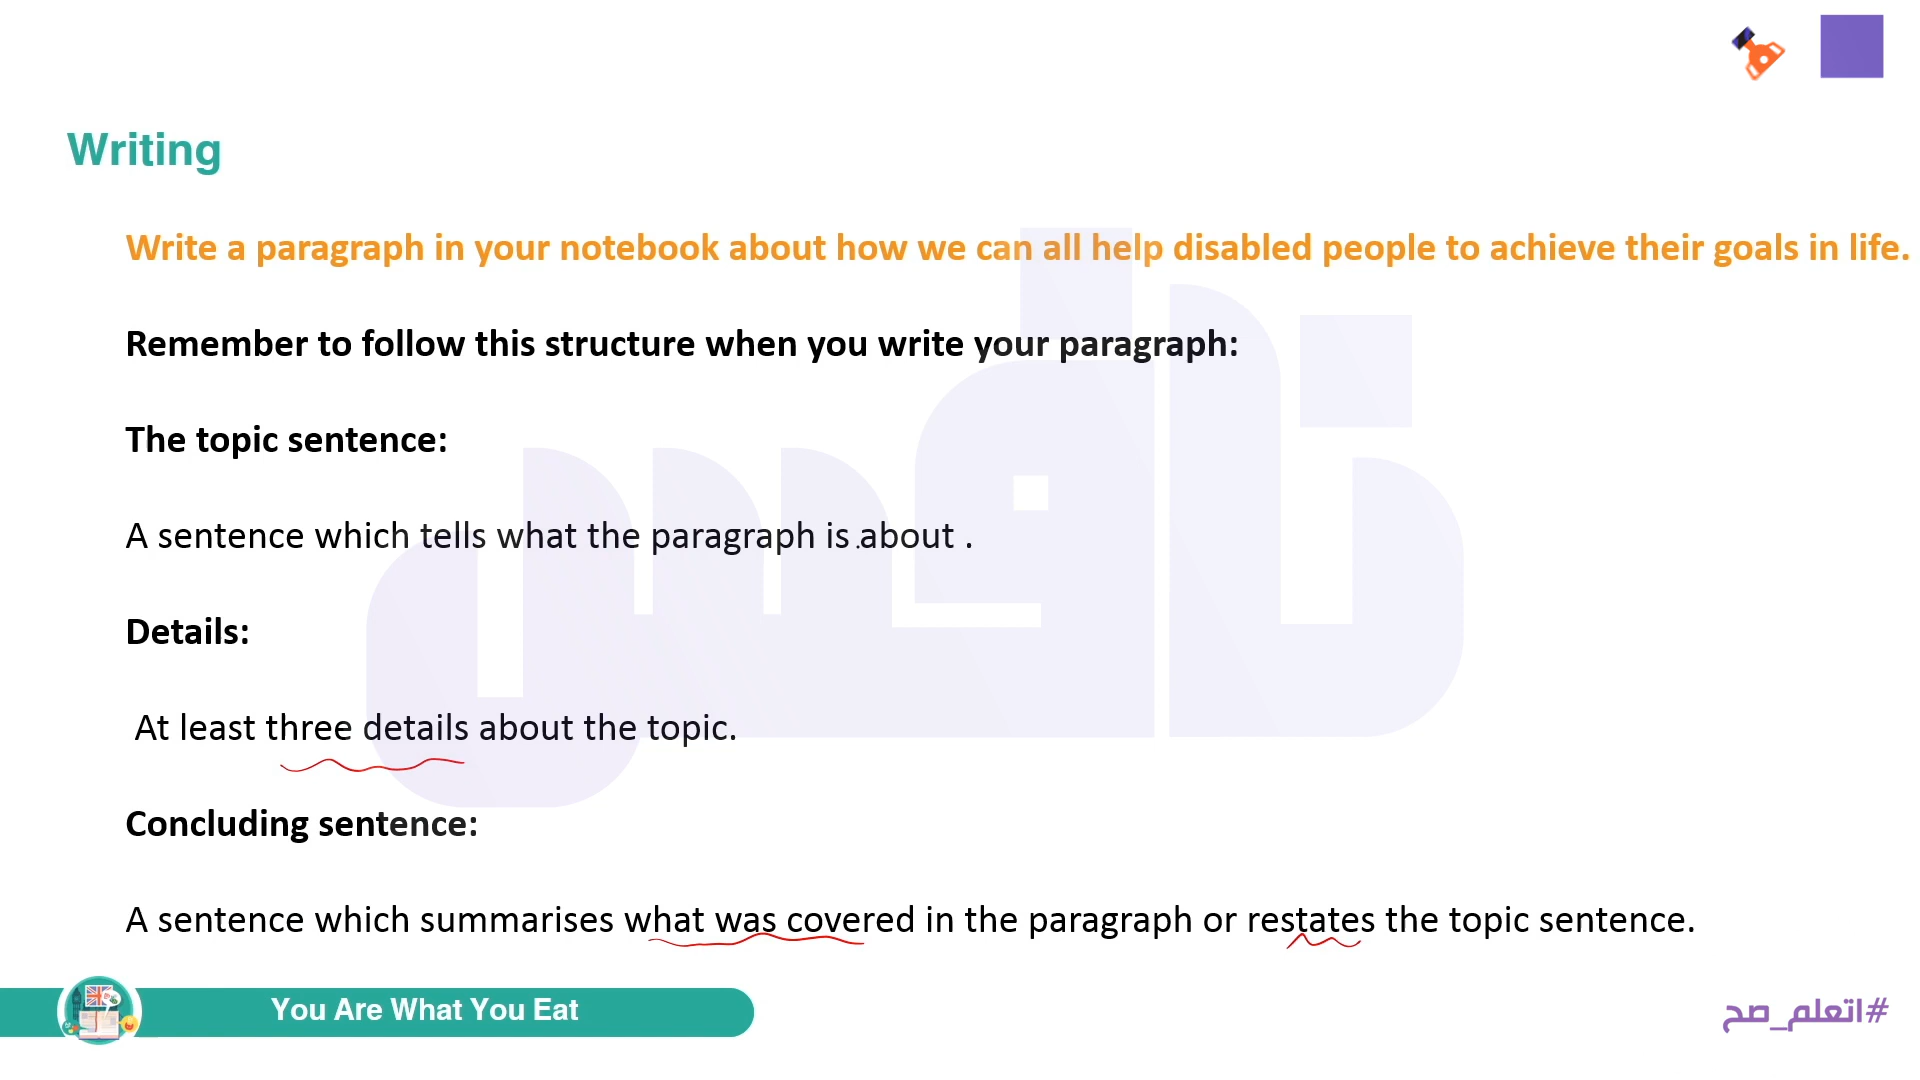 Writing
Write a paragraph in your notebook about how we can all help disabled people to achieve their goals in life.
Remember to follow this structure when you write your paragraph:
The topic sentence:
A sentence which tells what the paragraph is about .
Details:
At least three details about the topic.
Concluding sentence:
A sentence which summarises what was covered in the paragraph or restates the topic sentence.
You Are What You Eat
#اتعلم_صح
نافس